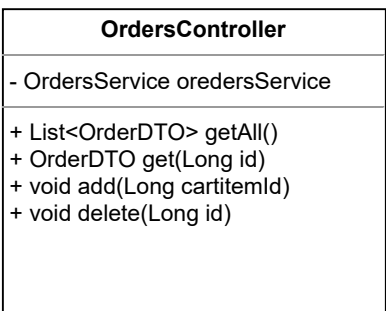 OrdersController
- OrdersService oredersService
+ List<OrderDTO> getAll()
+ OrderDTO get(Long id)
+ void add(Long cartitemId)
+ void delete(Long id)